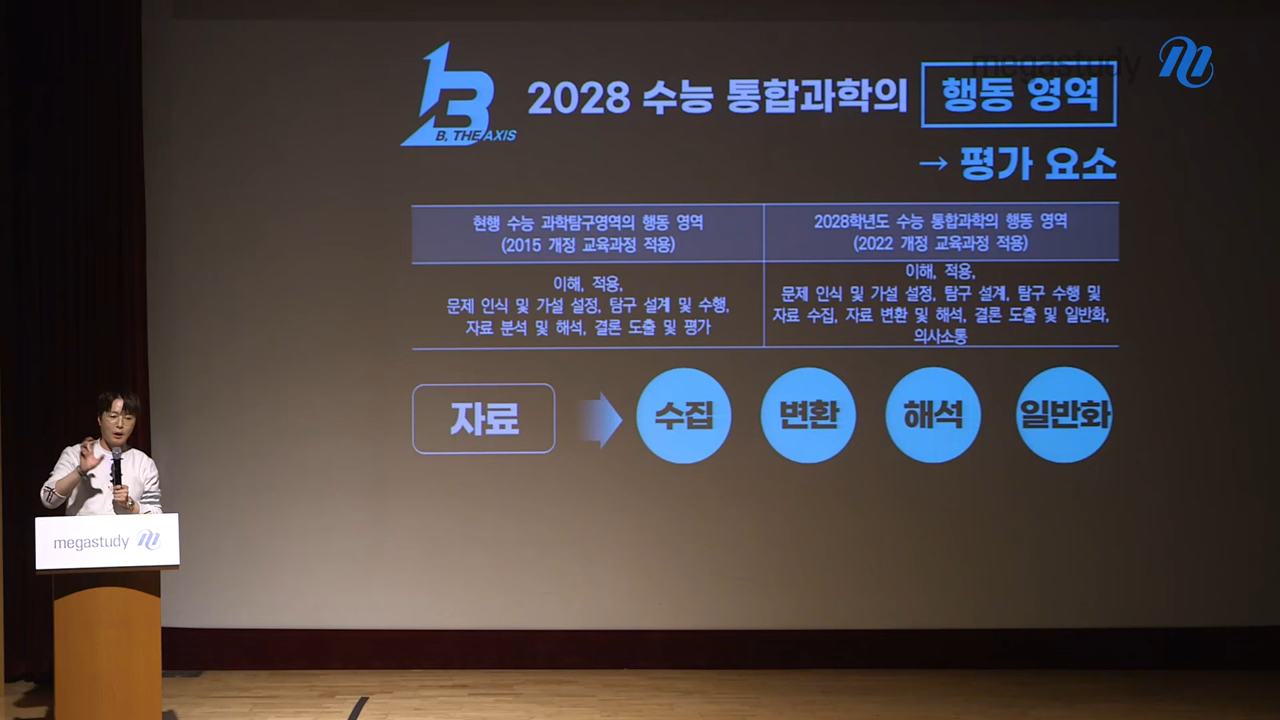 megastudy
B, THE AXIS
2028 수능 통합과학의 행동 영역
→ 평가 요소
현행 수능 과학탐구영역의 행동 영역
(2015 개정 교육과정 적용)
2028학년도 수능 통합과학의 행동 영역
(2022 개정 교육과정 적용)
이해, 적용,
문제 인식 및 가설 설정, 탐구 설계 및 수행,
자료 분석 및 해석, 결론 도출 및 평가
이해, 적용,
문제 인식 및 가설 설정, 탐구 설계, 탐구 수행 및
자료 수집, 자료 변환 및 해석, 결론 도출 및 일반화,
의사소통
자료
수집
변환
해석
일반화
megastudy